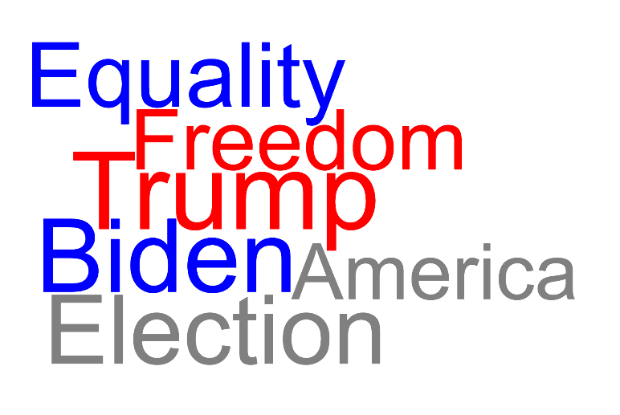 Equality
Freedom
Trump
Biden
America
Election